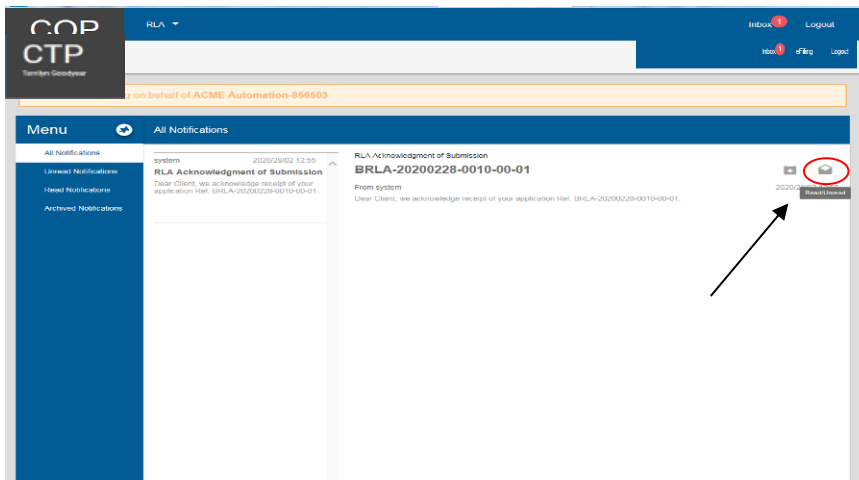 COP
RLA
Inbox 1
Logout
CTP
Terrilyn Goodyear
Inbox 1
eFiling
Logout
on behalf of ACME Automation-856503
Menu
All Notifications
All Notifications
Unread Notifications
Read Notifications
Archived Notifications
system 2020/28/02 12:55
RLA Acknowledgment of Submission
Dear Client, we acknowledge receipt of your
application Ref. BRLA-20200228-0010-00-01.
RLA Acknowledgment of Submission
BRLA-20200228-0010-00-01
From system
Dear Client, we acknowledge receipt of your application Ref. BRLA-20200228-0010-00-01.
Read/Unread